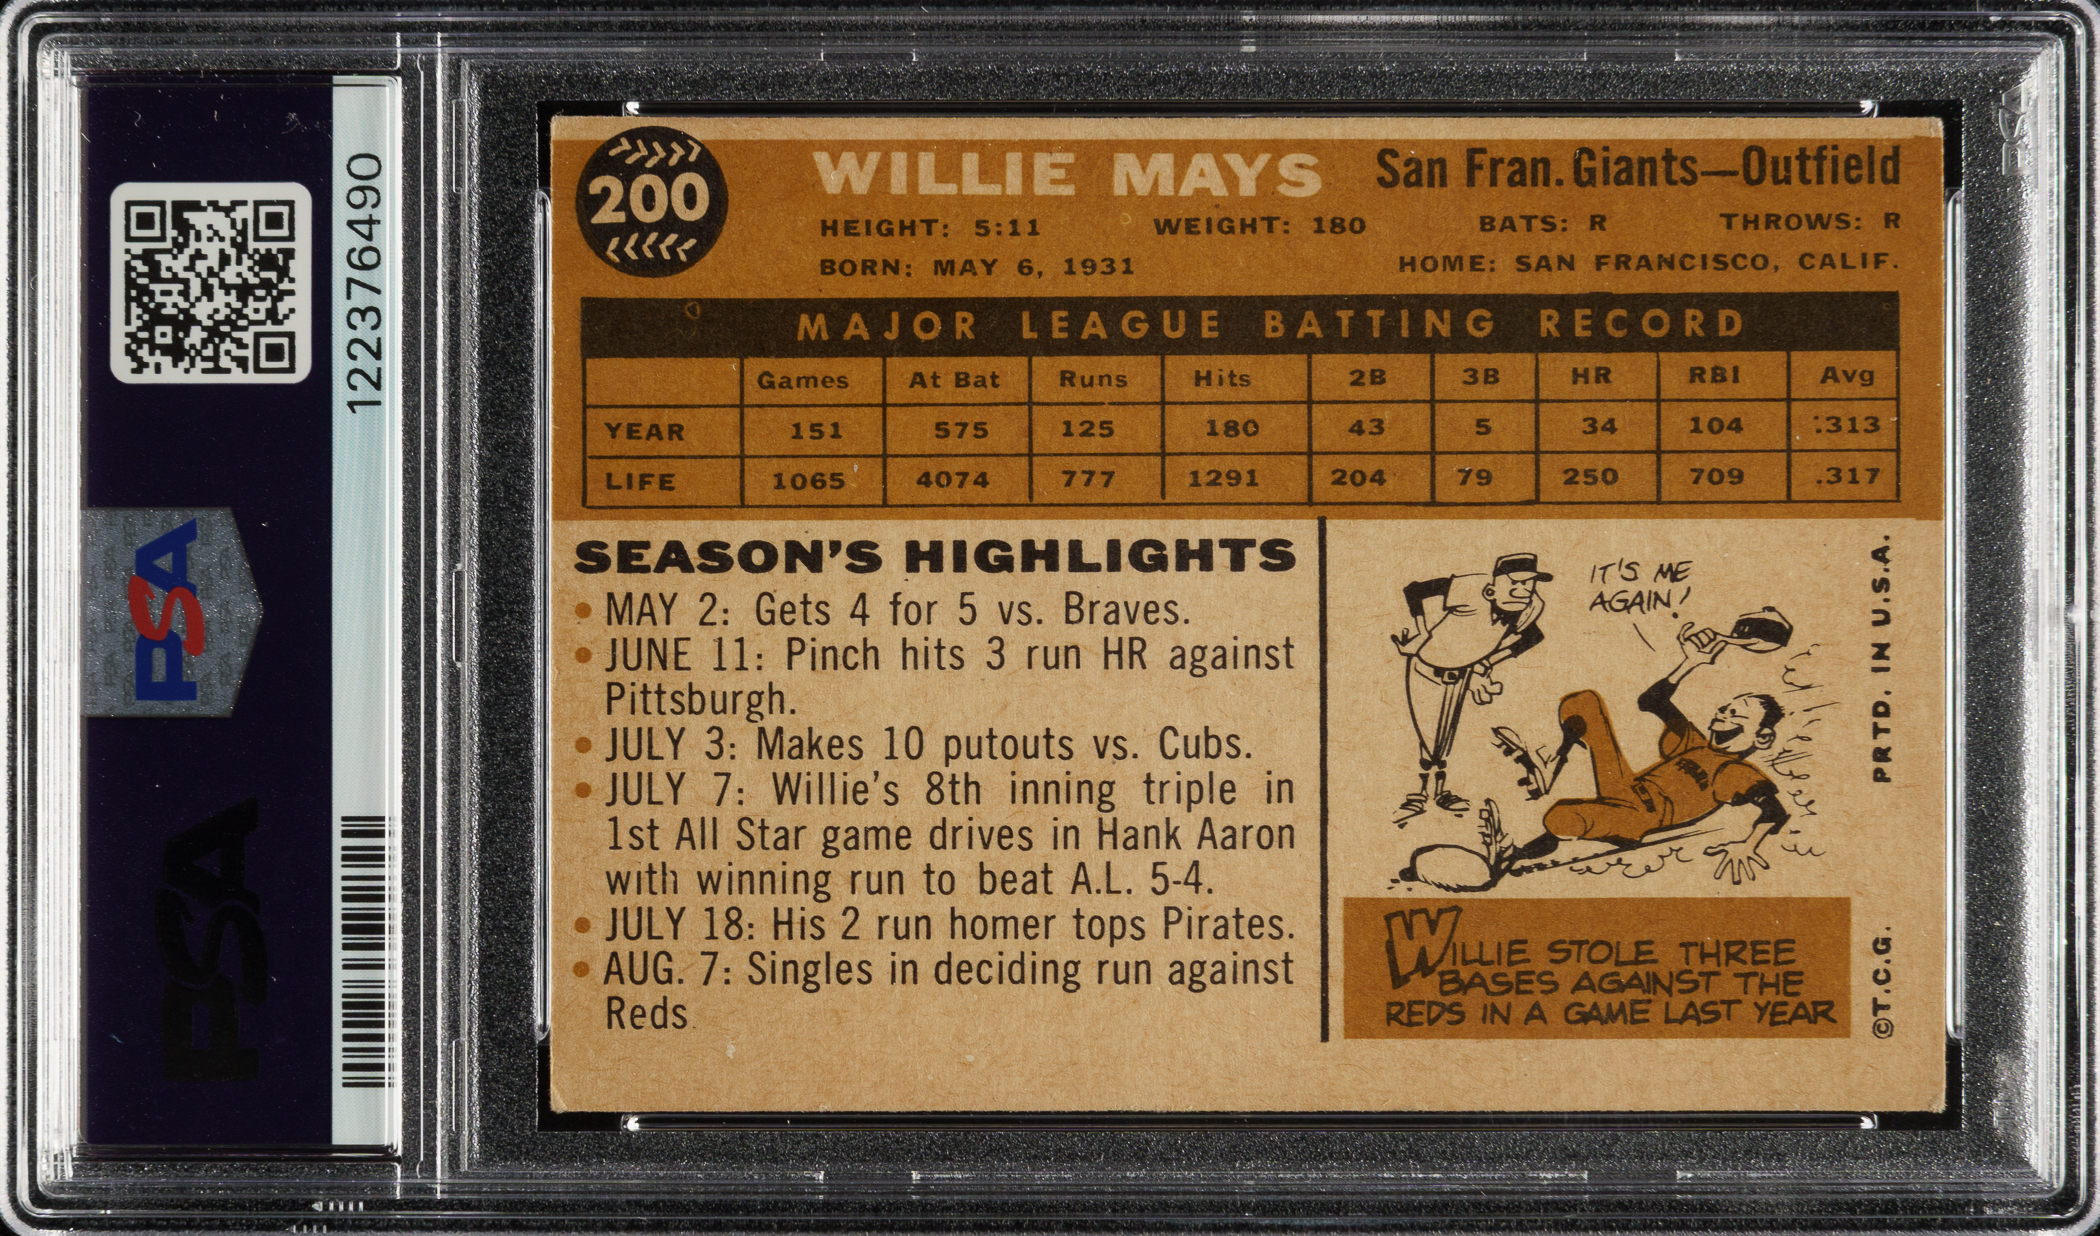 122376490
PSA
PSA
200
WILLIE MAYS
San Fran. Giants—Outfield
HEIGHT: 5:11 WEIGHT: 180 BATS: R THROWS: R
BORN: MAY 6, 1931 HOME: SAN FRANCISCO, CALIF.
MAJOR LEAGUE BATTING RECORD
Games At Bat Runs Hits 2B 3B HR RBI Avg
YEAR 151 575 125 180 43 5 34 104 .313
LIFE 1065 4074 777 1291 204 79 250 709 .317
SEASON'S HIGHLIGHTS
• MAY 2: Gets 4 for 5 vs. Braves.
• JUNE 11: Pinch hits 3 run HR against
Pittsburgh.
• JULY 3: Makes 10 putouts vs. Cubs.
• JULY 7: Willie's 8th inning triple in
1st All Star game drives in Hank Aaron
with winning run to beat A.L. 5-4.
• JULY 18: His 2 run homer tops Pirates.
• AUG. 7: Singles in deciding run against
Reds.
IT'S ME
AGAIN!
WILLIE STOLE THREE
BASES AGAINST THE
REDS IN A GAME LAST YEAR
©T.C.G. PRTD. IN U.S.A.